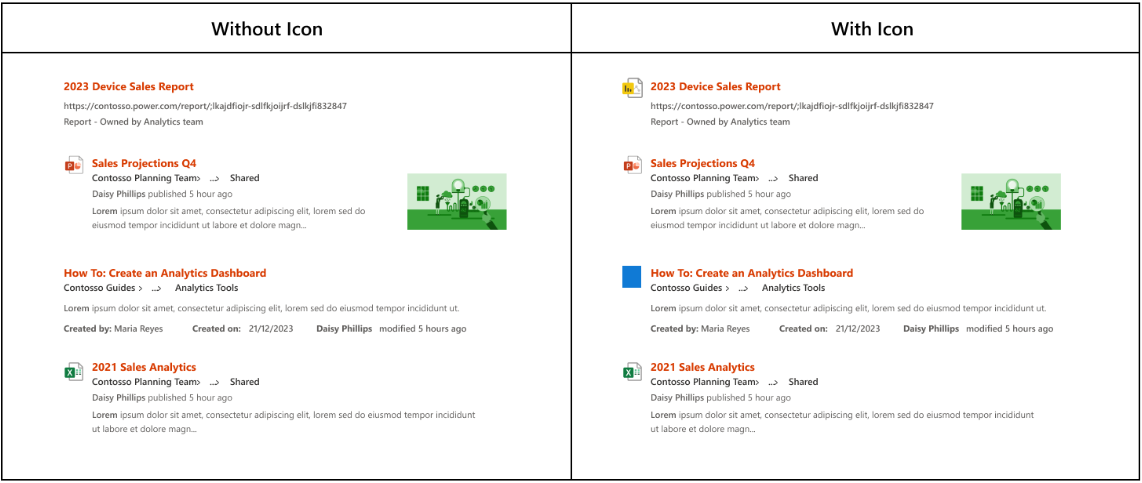 Without Icon
2023 Device Sales Report
https://contosso.power.com/report/;lkajdfiojr-sdlfkjoijrf-dslkjfi832847
Report - Owned by Analytics team
P
Sales Projections Q4
Contosso Planning Team> ...> Shared
Daisy Phillips published 5 hour ago
Lorem ipsum dolor sit amet, consectetur adipiscing elit, lorem sed do
eiusmod tempor incididunt ut labore et dolore magn...
How To: Create an Analytics Dashboard
Contosso Guides > ...> Analytics Tools
Lorem ipsum dolor sit amet, consectetur adipiscing elit, lorem sed do eiusmod tempor incididunt ut.
Created by: Maria Reyes Created on: 21/12/2023 Daisy Phillips modified 5 hours ago
X
2021 Sales Analytics
Contosso Planning Team> ...> Shared
Daisy Phillips published 5 hour ago
Lorem ipsum dolor sit amet, consectetur adipiscing elit, lorem sed do eiusmod tempor incididunt
ut labore et dolore magn...
With Icon
2023 Device Sales Report
https://contosso.power.com/report/;lkajdfiojr-sdlfkjoijrf-dslkjfi832847
Report - Owned by Analytics team
P
Sales Projections Q4
Contosso Planning Team> ...> Shared
Daisy Phillips published 5 hour ago
Lorem ipsum dolor sit amet, consectetur adipiscing elit, lorem sed do
eiusmod tempor incididunt ut labore et dolore magn...
How To: Create an Analytics Dashboard
Contosso Guides > ...> Analytics Tools
Lorem ipsum dolor sit amet, consectetur adipiscing elit, lorem sed do eiusmod tempor incididunt ut.
Created by: Maria Reyes Created on: 21/12/2023 Daisy Phillips modified 5 hours ago
X
2021 Sales Analytics
Contosso Planning Team> ...> Shared
Daisy Phillips published 5 hour ago
Lorem ipsum dolor sit amet, consectetur adipiscing elit, lorem sed do eiusmod tempor incididunt
ut labore et dolore magn...